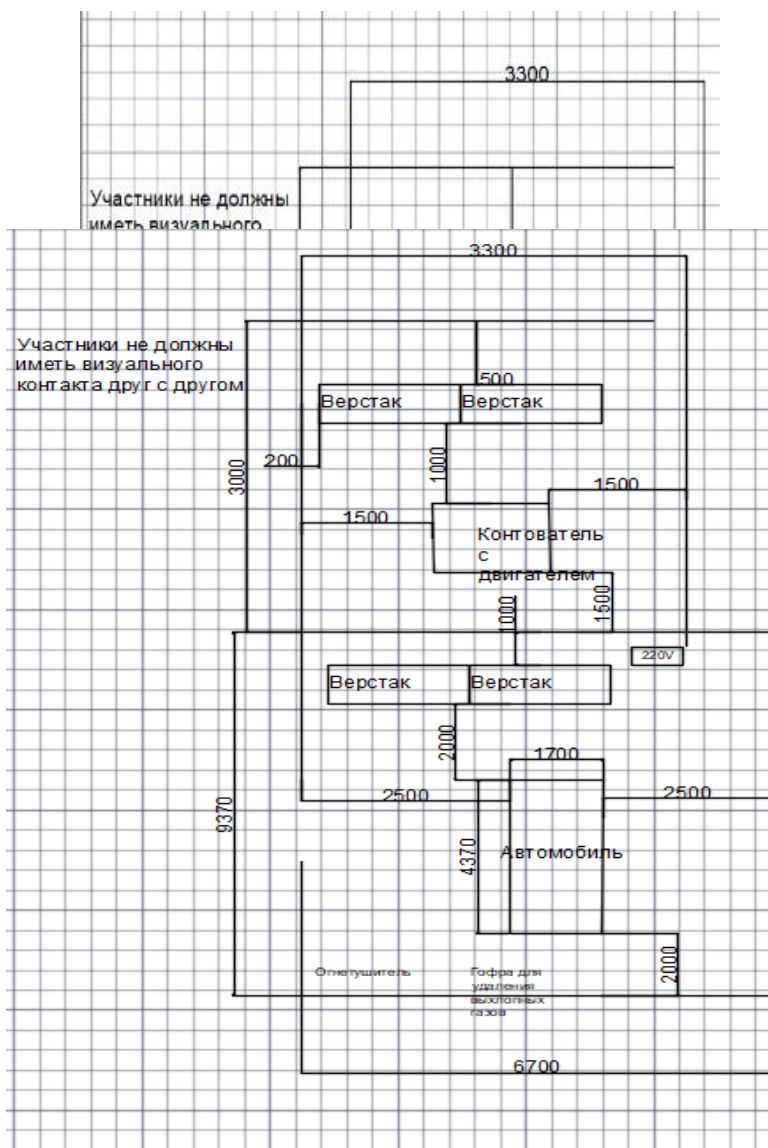 3300
Участники не должны
иметь визуального
3300
Участники не должны
иметь визуального
контакта друг с другом
500
Верстак
Верстак
200
3000
1000
1500
1500
Контователь
с
двигателем
1000
1500
220V
Верстак
Верстак
2000
1700
2500
2500
9370
4370
Автомобиль
Огнетушитель
Гофра для
удаления
выхлопных
газов
2000
6700